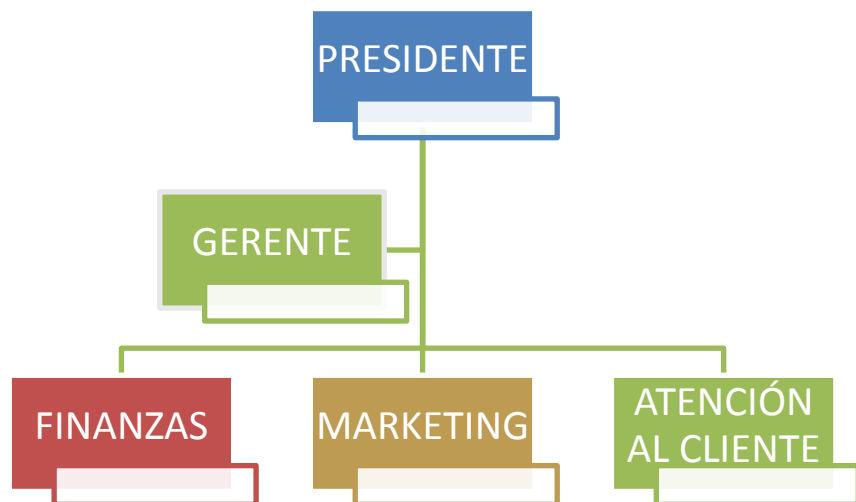 PRESIDENTE
GERENTE
FINANZAS
MARKETING
ATENCIÓN
AL CLIENTE